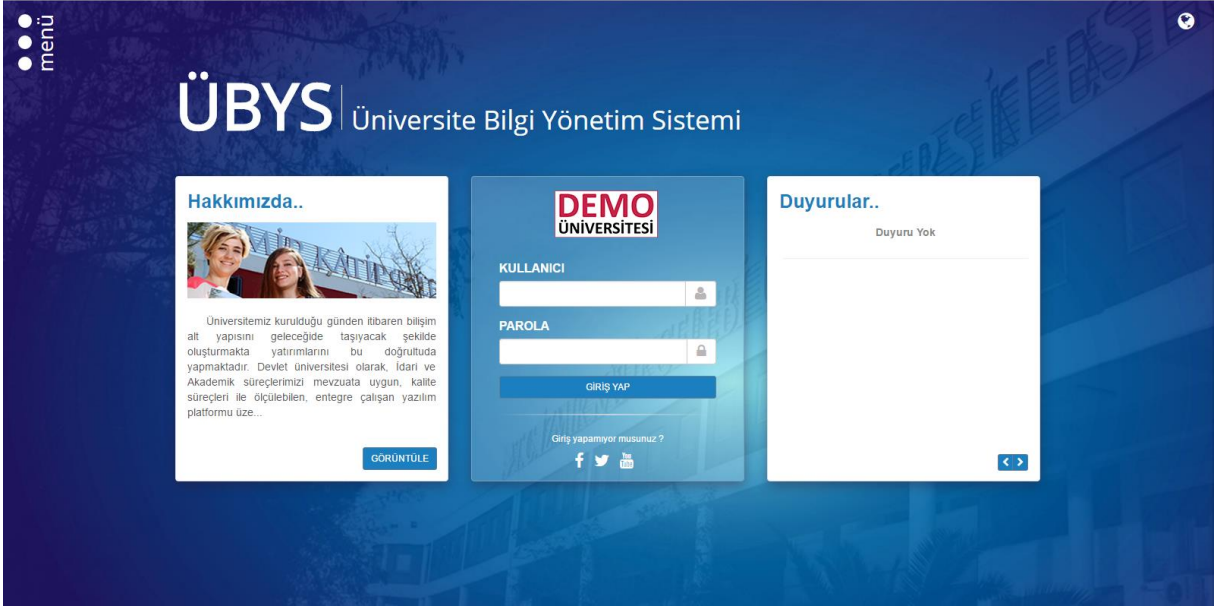 menü
ÜBYS Üniversite Bilgi Yönetim Sistemi
Hakkımızda..
Üniversitemiz kurulduğu günden itibaren bilişim
alt yapısını geleceğide taşıyacak şekilde
oluşturmakta yatırımlarını bu doğrultuda
yapmaktadır. Devlet üniversitesi olarak, İdari ve
Akademik süreçlerimizi mevzuata uygun, kalite
süreçleri ile ölçülebilen, entegre çalışan yazılım
platformu üze...
GÖRÜNTÜLE
DEMO
ÜNİVERSİTESİ
KULLANICI
PAROLA
GİRİŞ YAP
Giriş yapamıyor musunuz ?
You
Tube
Duyurular..
Duyuru Yok